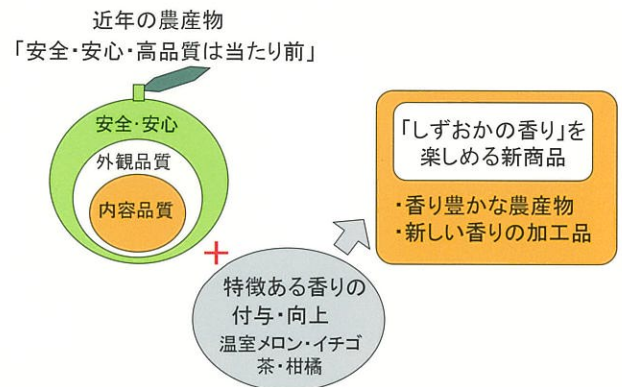 近年の農産物
「安全・安心・高品質は当たり前」
安全・安心
外観品質
内容品質
+
特徴ある香りの
付与・向上
温室メロン・イチゴ
茶・柑橘
「しずおかの香り」を
楽しめる新商品
・香り豊かな農産物
・新しい香りの加工品